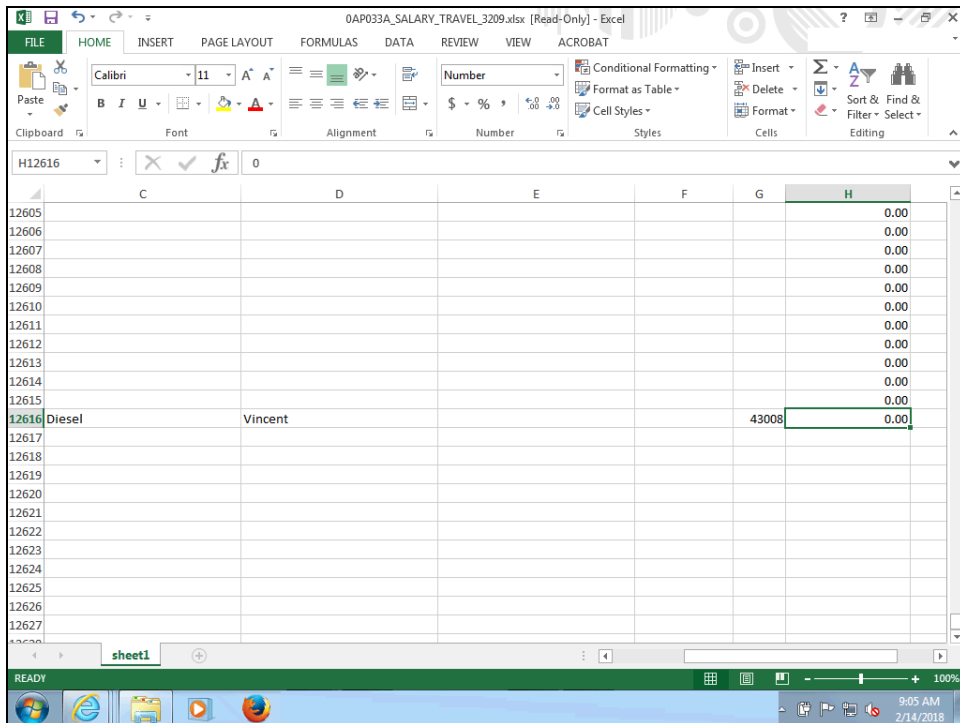 0AP033A_SALARY_TRAVEL_3209.xlsx [Read-Only] - Excel
FILE HOME INSERT PAGE LAYOUT FORMULAS DATA REVIEW VIEW ACROBAT
Paste
Calibri 11
B I U
Number
$ % ,
Conditional Formatting
Format as Table
Cell Styles
Insert
Delete
Format
Sort & Filter
Find & Select
Clipboard Font Alignment Number Styles Cells Editing
H12616 fx 0
C D E F G H
12605 0.00
12606 0.00
12607 0.00
12608 0.00
12609 0.00
12610 0.00
12611 0.00
12612 0.00
12613 0.00
12614 0.00
12615 0.00
12616 Diesel Vincent 43008 0.00
12617
12618
12619
12620
12621
12622
12623
12624
12625
12626
12627
sheet1
READY 100%
9:05 AM
2/14/2018